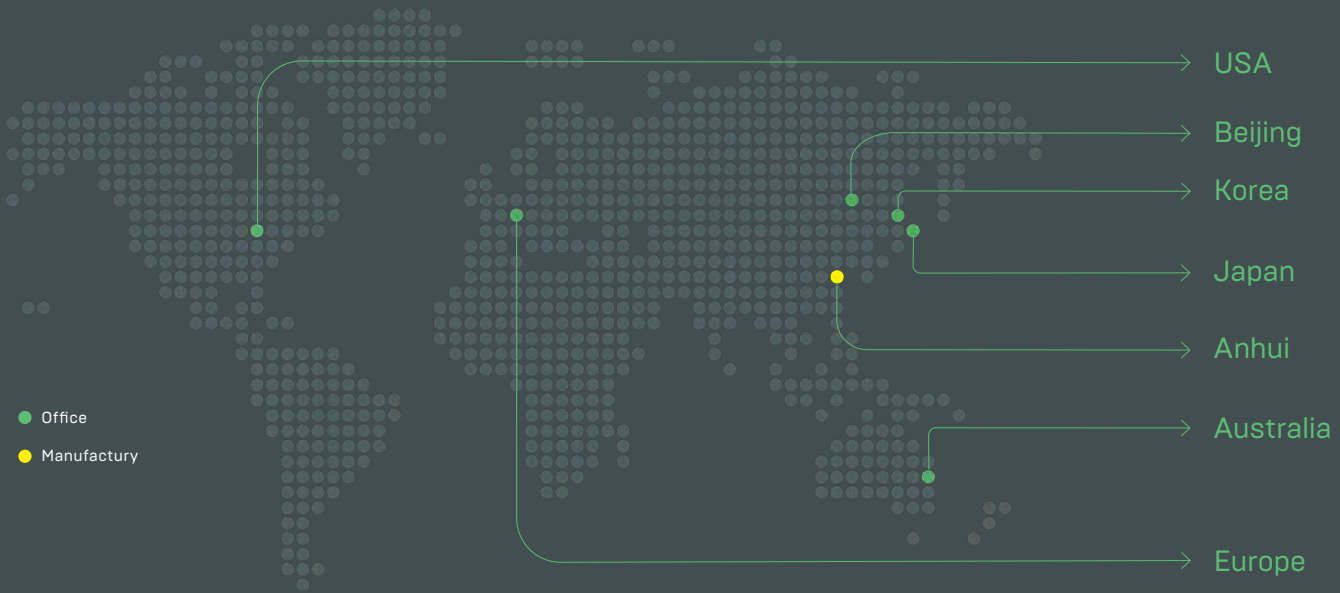 USA
Beijing
Korea
Japan
Anhui
Australia
Europe
Office
Manufactury